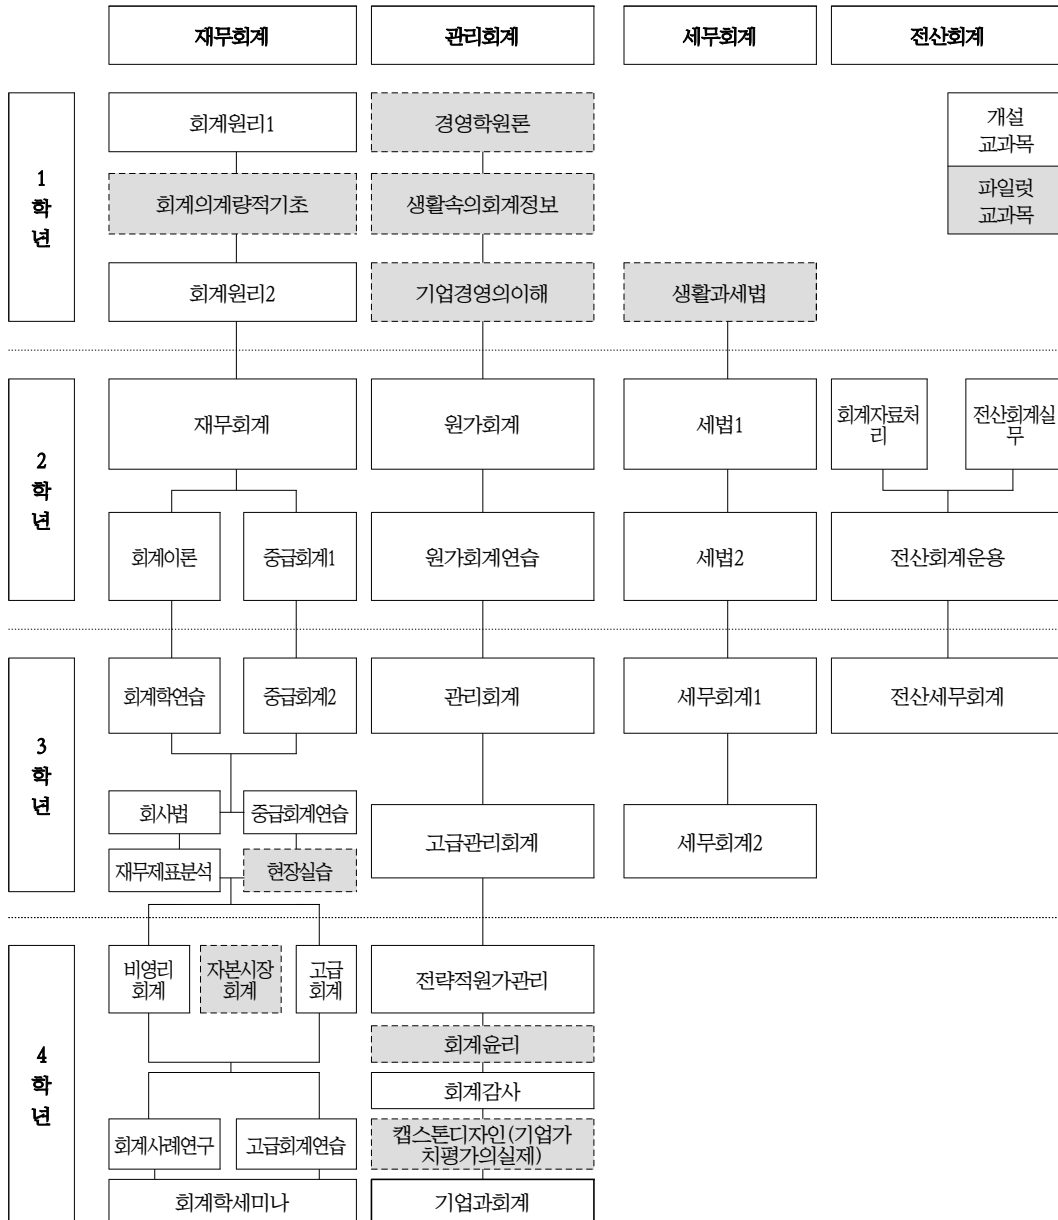 재무회계
관리회계
세무회계
전산회계
1
학
년
회계원리1
경영학원론
개설
교과목
회계의계량적기초
생활속의회계정보
파일럿
교과목
회계원리2
기업경영의이해
생활과세법
2
학
년
재무회계
원가회계
세법1
회계자료처
리
전산회계실
무
회계이론
중급회계1
원가회계연습
세법2
전산회계운용
3
학
년
회계학연습
중급회계2
관리회계
세무회계1
전산세무회계
회사법
중급회계연습
고급관리회계
세무회계2
재무제표분석
현장실습
4
학
년
비영리
회계
자본시장
회계
고급
회계
전략적원가관리
회계윤리
회계감사
회계사례연구
고급회계연습
캡스톤디자인(기업가
치평가의실제)
회계학세미나
기업과회계